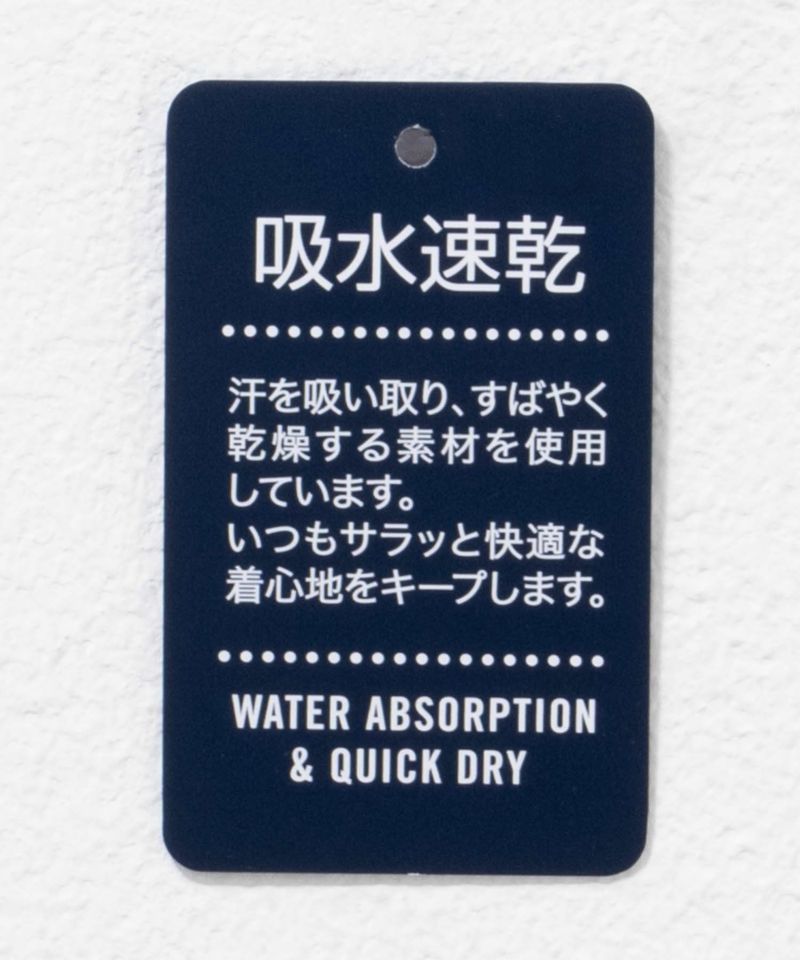 吸水速乾
汗を吸い取り、すばやく
乾燥する素材を使用
しています。
いつもサラッと快適な
着心地をキープします。
WATER ABSORPTION
& QUICK DRY